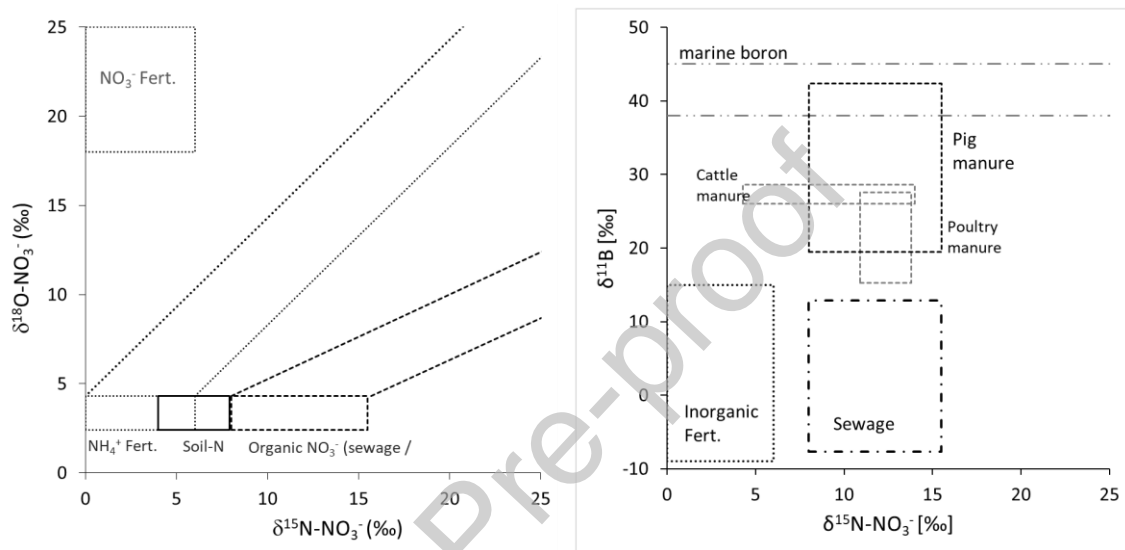 25
20
15
10
5
0
δ¹⁸O-NO₃⁻ (‰)
NO₃⁻ Fert.
NH₄⁺ Fert.
Soil-N
Organic NO₃⁻ (sewage /
0
5
10
15
20
25
δ¹⁵N-NO₃⁻ (‰)
50
40
30
20
10
0
-10
δ¹¹B [‰]
marine boron
Pig
manure
Cattle
manure
Poultry
manure
Inorganic
Fert.
Sewage
0
5
10
15
20
25
δ¹⁵N-NO₃⁻ [‰]
Pre-proof